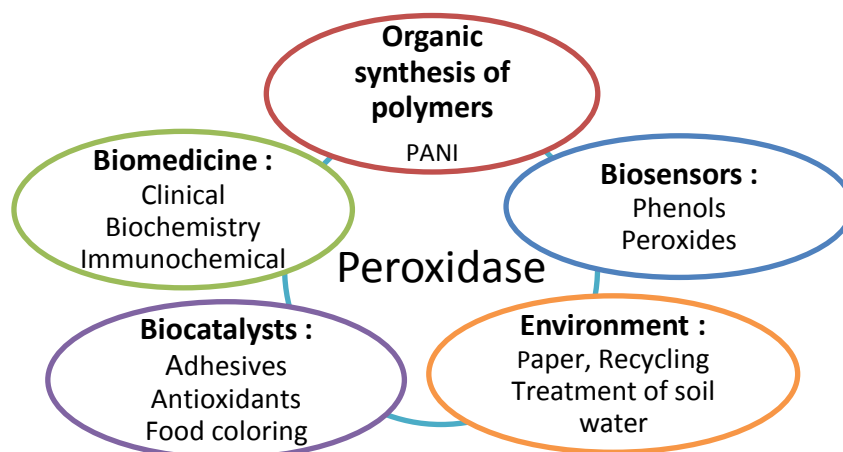 Organic
synthesis of
polymers
PANI
Biomedicine :
Clinical
Biochemistry
Immunochemical
Biosensors :
Phenols
Peroxides
Peroxidase
Biocatalysts :
Adhesives
Antioxidants
Food coloring
Environment :
Paper, Recycling
Treatment of soil
water